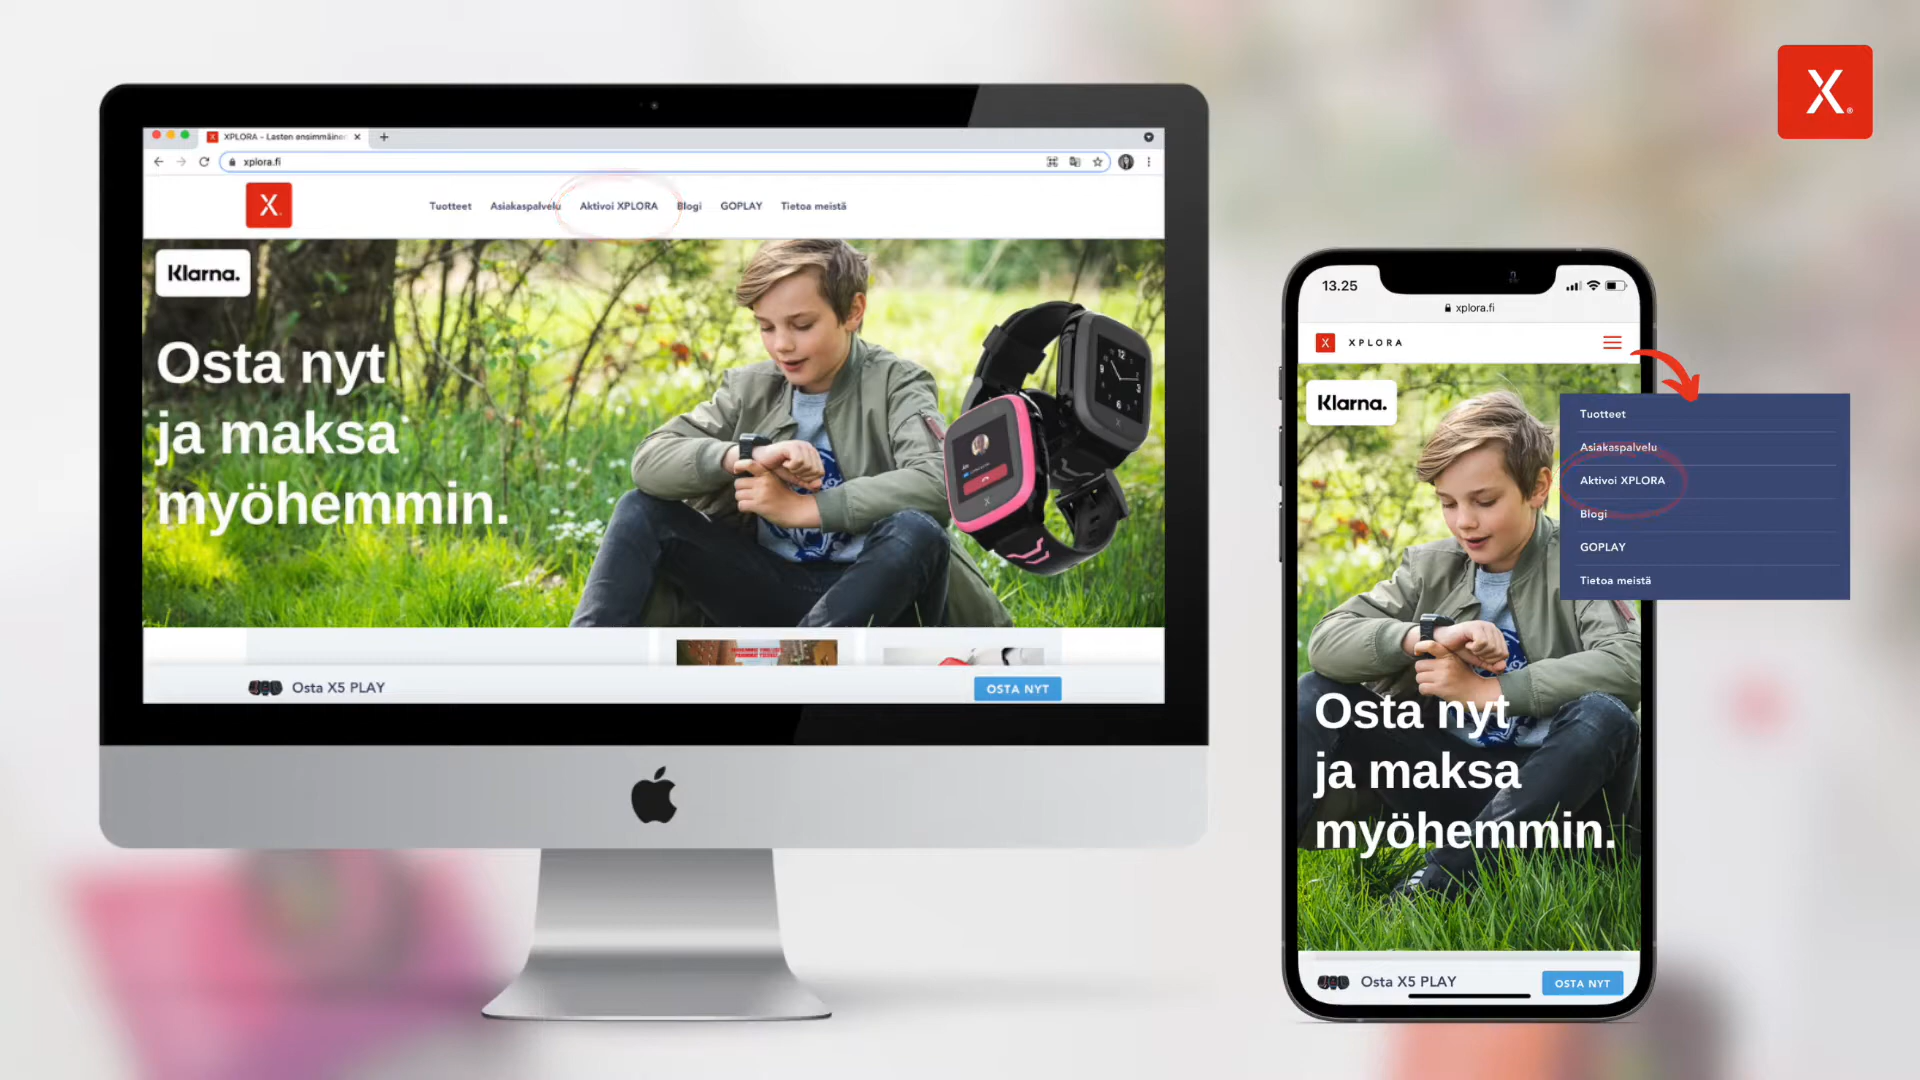 X
XPLORA - Lasten ensimmäinen
xplora.fi
X
Tuotteet Asiakaspalvelu Aktivoi XPLORA Blogi GOPLAY Tietoa meistä
Klarna.
Osta nyt
ja maksa
myöhemmin.
Osta X5 PLAY
OSTA NYT
13.25
xplora.fi
X XPLORA
Klarna.
Tuotteet
Asiakaspalvelu
Aktivoi XPLORA
Blogi
GOPLAY
Tietoa meistä
Osta nyt
ja maksa
myöhemmin.
Osta X5 PLAY
OSTA NYT